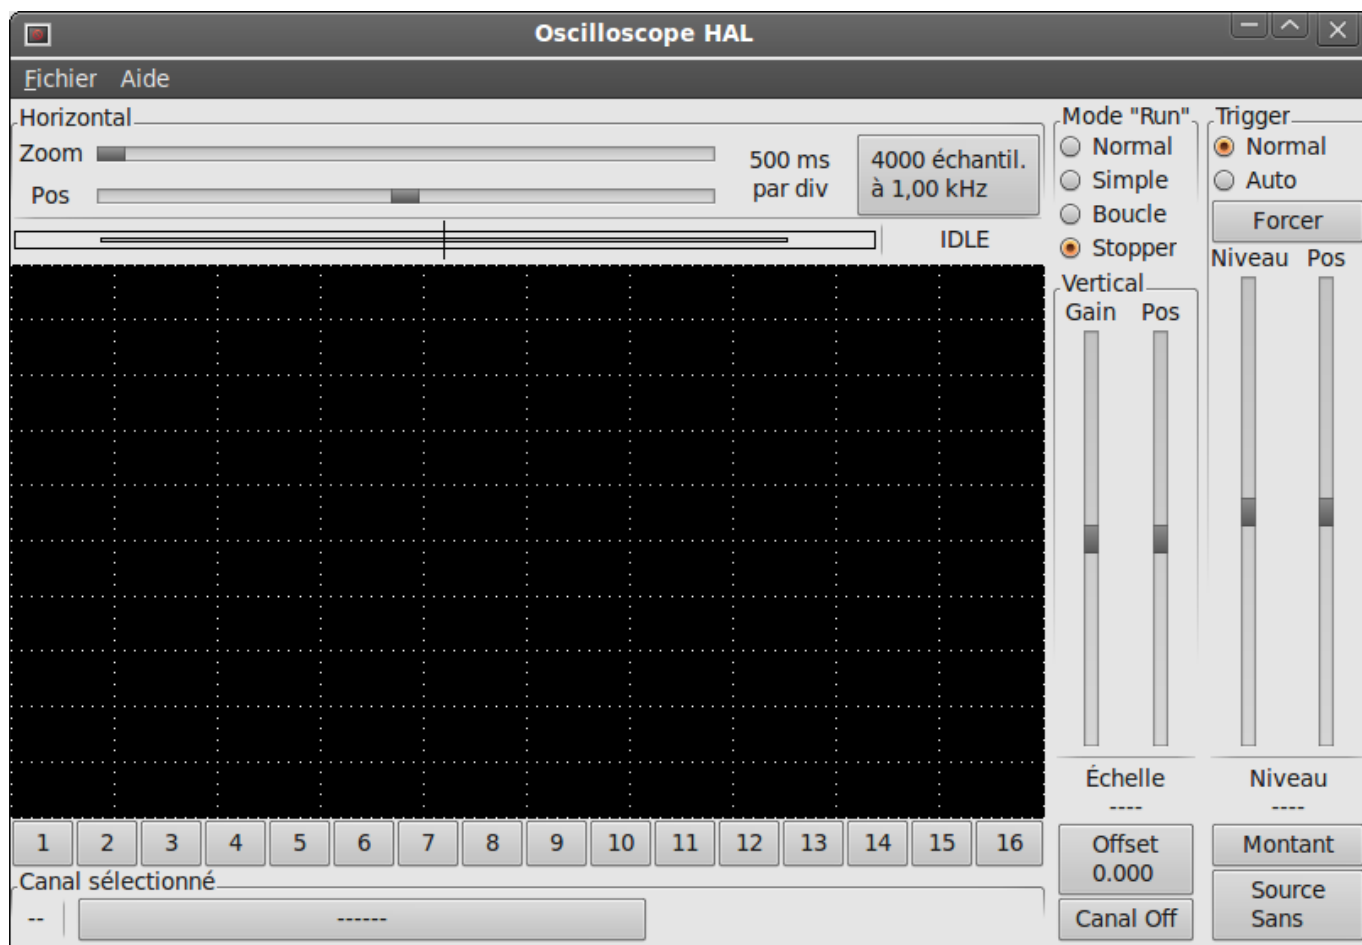 Oscilloscope HAL
Fichier Aide
Horizontal
Zoom
Pos
500 ms
par div
4000 échantil.
à 1,00 kHz
IDLE
Mode "Run"
Normal
Simple
Boucle
Stopper
Trigger
Normal
Auto
Forcer
Niveau Pos
Vertical
Gain Pos
Échelle
----
Niveau
----
1 2 3 4 5 6 7 8 9 10 11 12 13 14 15 16
Offset
0.000
Canal Off
Montant
Source
Sans
Canal sélectionné
-- ------